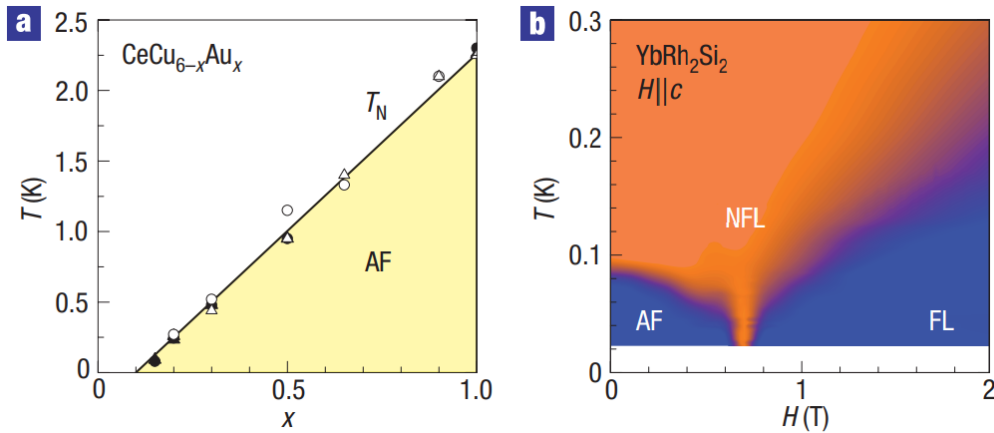 a
CeCu6–xAux
TN
AF
T (K)
2.5
2.0
1.5
1.0
0.5
0
0
0.5
1.0
x
b
YbRh2Si2
H||c
NFL
AF
FL
T (K)
0.3
0.2
0.1
0
0
1
2
H (T)